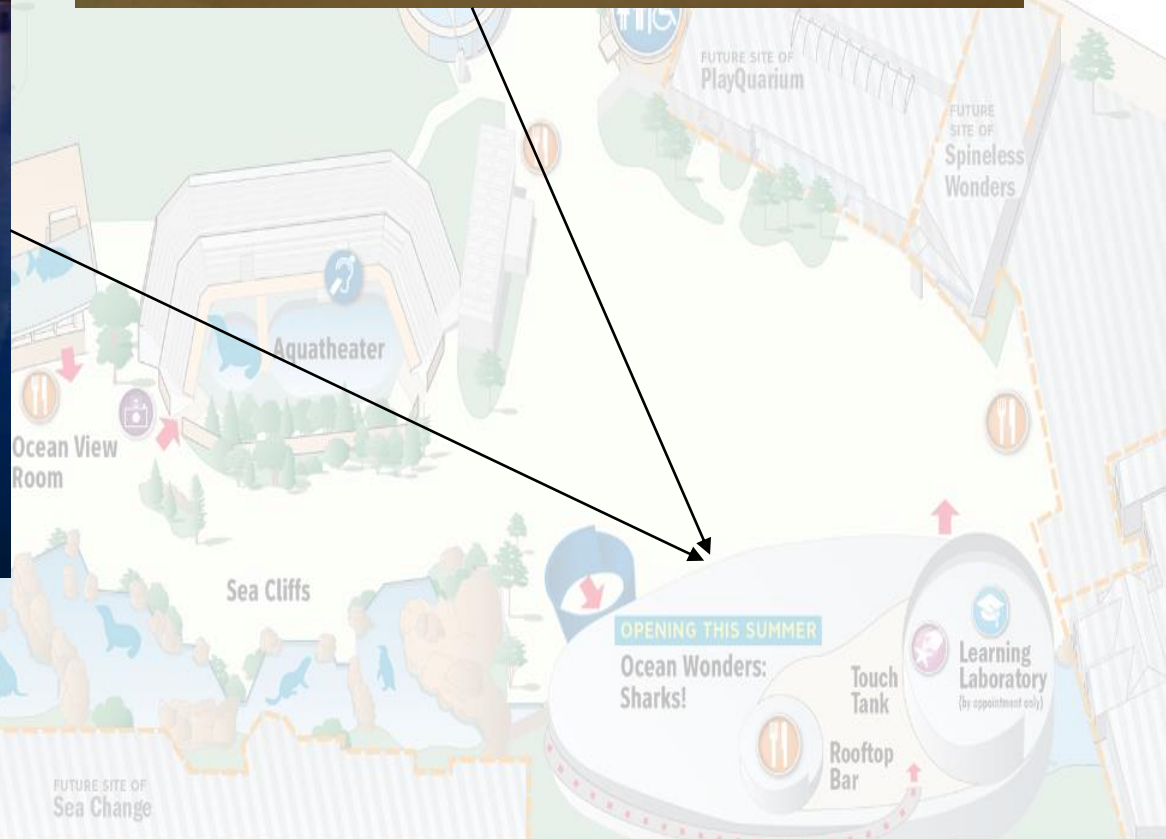 FUTURE SITE OF
PlayQuarium
FUTURE
SITE OF
Spineless
Wonders
Aquatheater
Ocean View
Room
Sea Cliffs
OPENING THIS SUMMER
Ocean Wonders:
Sharks!
Touch
Tank
Learning
Laboratory
(by appointment only)
Rooftop
Bar
FUTURE SITE OF
Sea Change